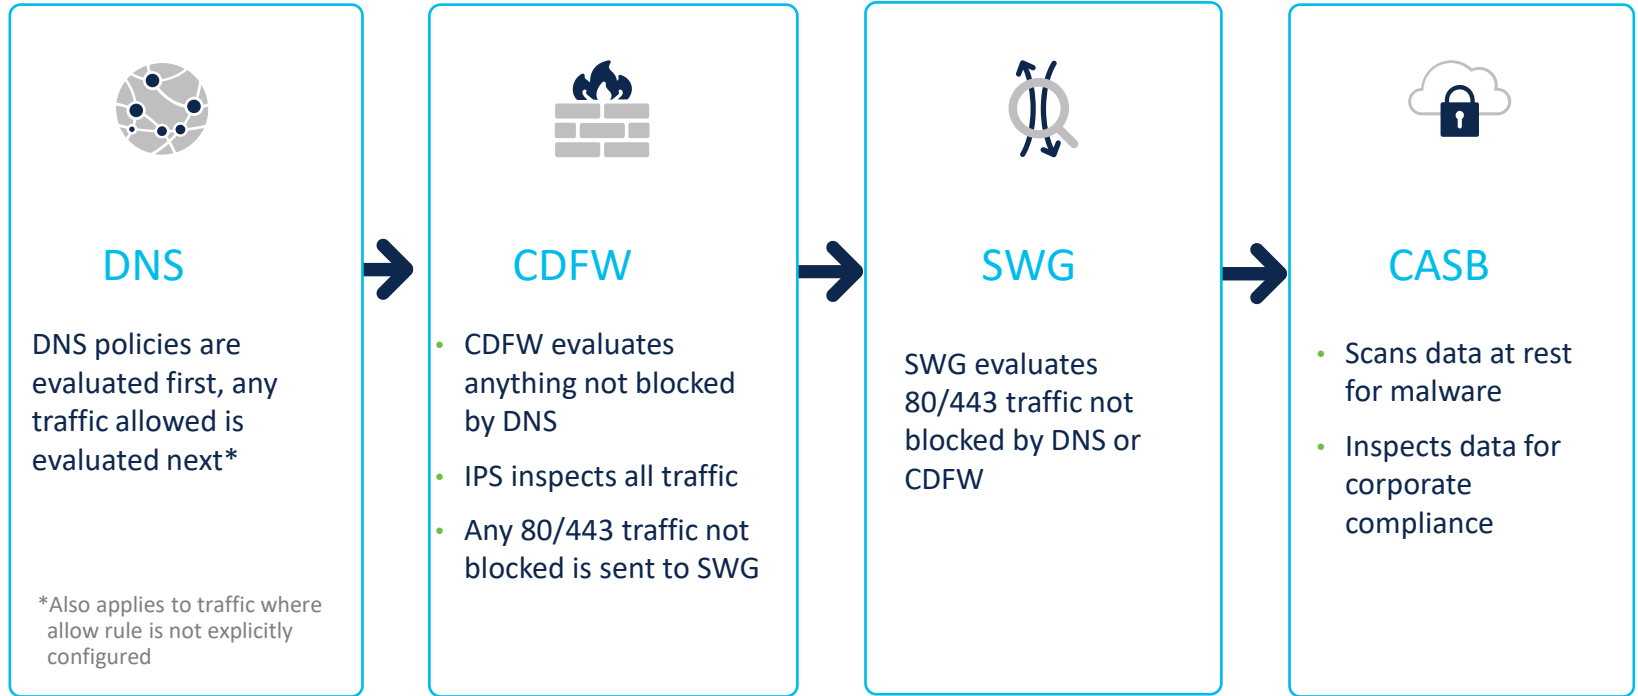 DNS
DNS policies are
evaluated first, any
traffic allowed is
evaluated next*
*Also applies to traffic where
allow rule is not explicitly
configured
CDFW
• CDFW evaluates
anything not blocked
by DNS
• IPS inspects all traffic
• Any 80/443 traffic not
blocked is sent to SWG
SWG
SWG evaluates
80/443 traffic not
blocked by DNS or
CDFW
CASB
• Scans data at rest
for malware
• Inspects data for
corporate
compliance